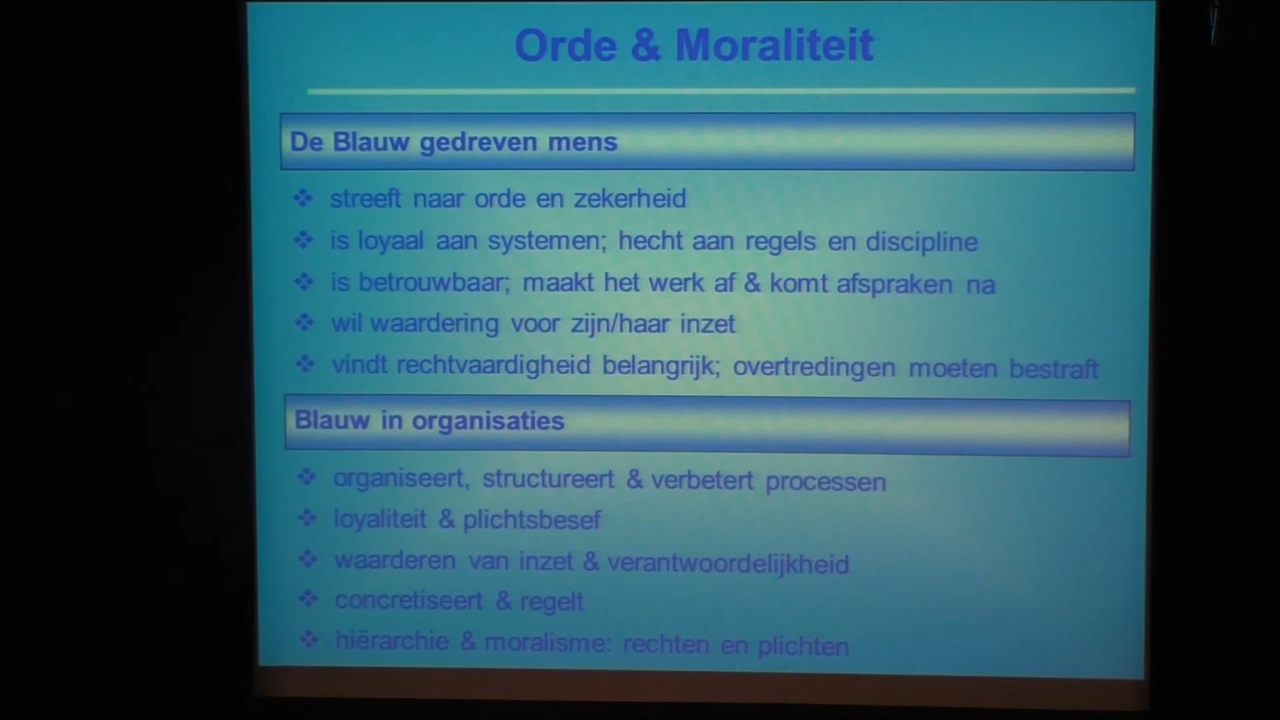 Orde & Moraliteit
De Blauw gedreven mens
❖ streeft naar orde en zekerheid
❖ is loyaal aan systemen; hecht aan regels en discipline
❖ is betrouwbaar; maakt het werk af & komt afspraken na
❖ wil waardering voor zijn/haar inzet
❖ vindt rechtvaardigheid belangrijk; overtredingen moeten bestraft
Blauw in organisaties
❖ organiseert, structureert & verbetert processen
❖ loyaliteit & plichtsbesef
❖ waarderen van inzet & verantwoordelijkheid
❖ concretiseert & regelt
❖ hiërarchie & moralisme: rechten en plichten